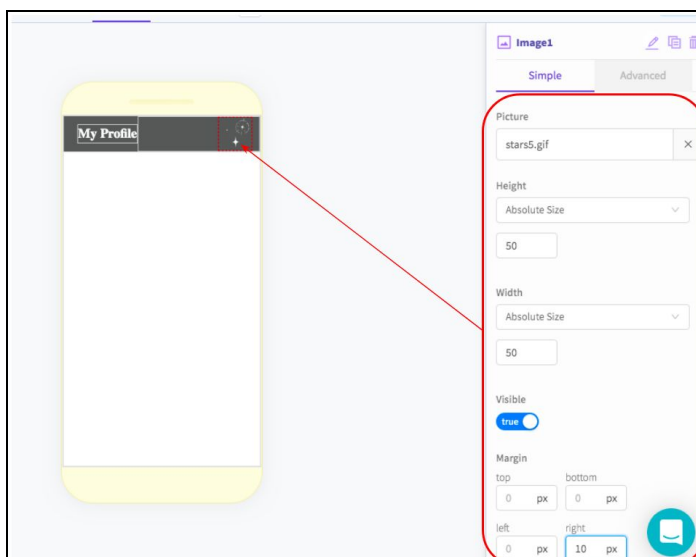 My Profile
Image1
Simple Advanced
Picture
stars5.gif
Height
Absolute Size
50
Width
Absolute Size
50
Visible
true
Margin
top bottom
0 px 0 px
left right
0 px 10 px